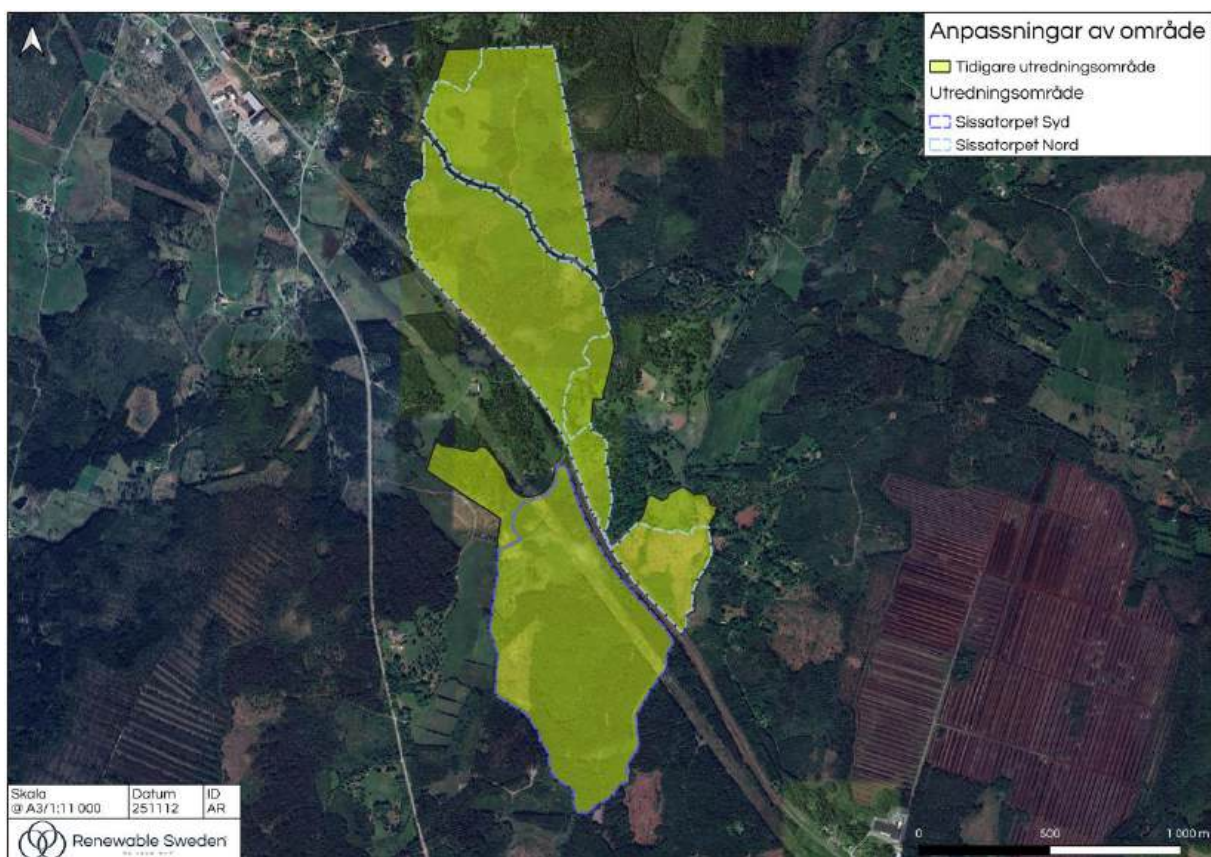 Anpassningar av område
Tidigare utredningsområde
Utredningsområde
Sissatorpet Syd
Sissatorpet Nord
Skala
@ A3/1:11 000
Datum
251112
ID
AR
Renewable Sweden
0 500 1 000 m